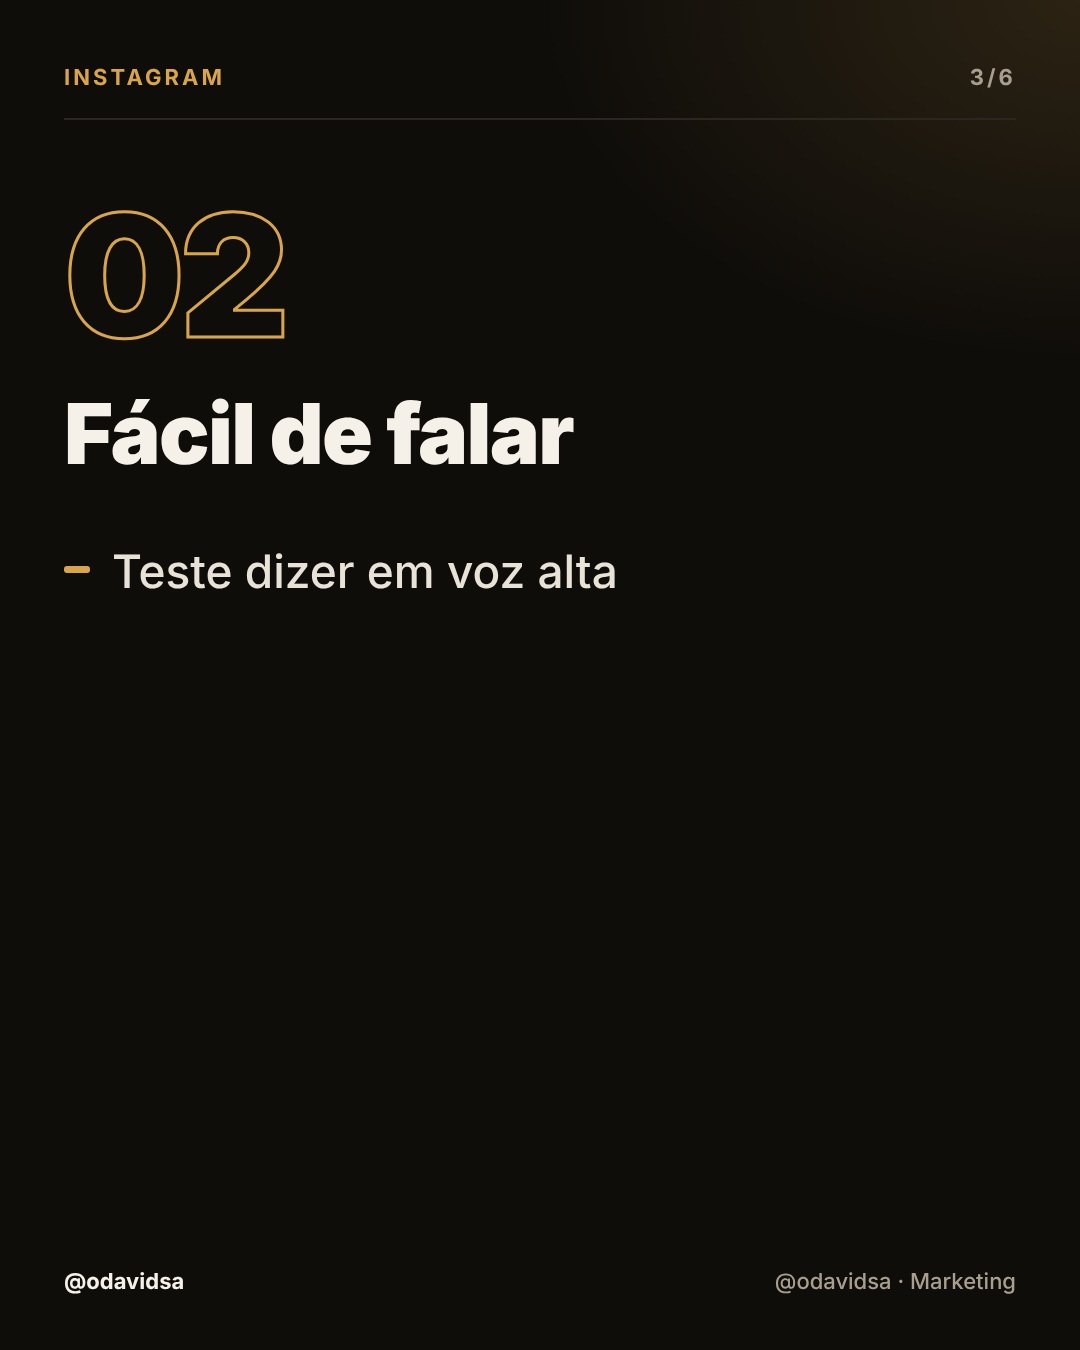 INSTAGRAM
3/6
02
Fácil de falar
Teste dizer em voz alta
@odavidsa
@odavidsa · Marketing